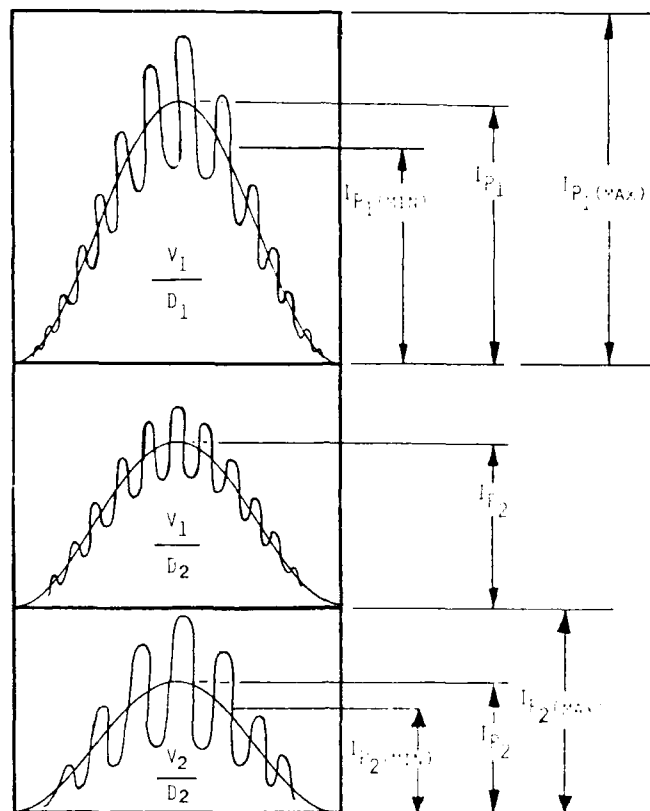 V1
D1
IP1(MIN)
IP1
IP1(MAX)
V1
D2
IP2
V2
D2
IP2(MIN)
IP2
IP2(MAX)